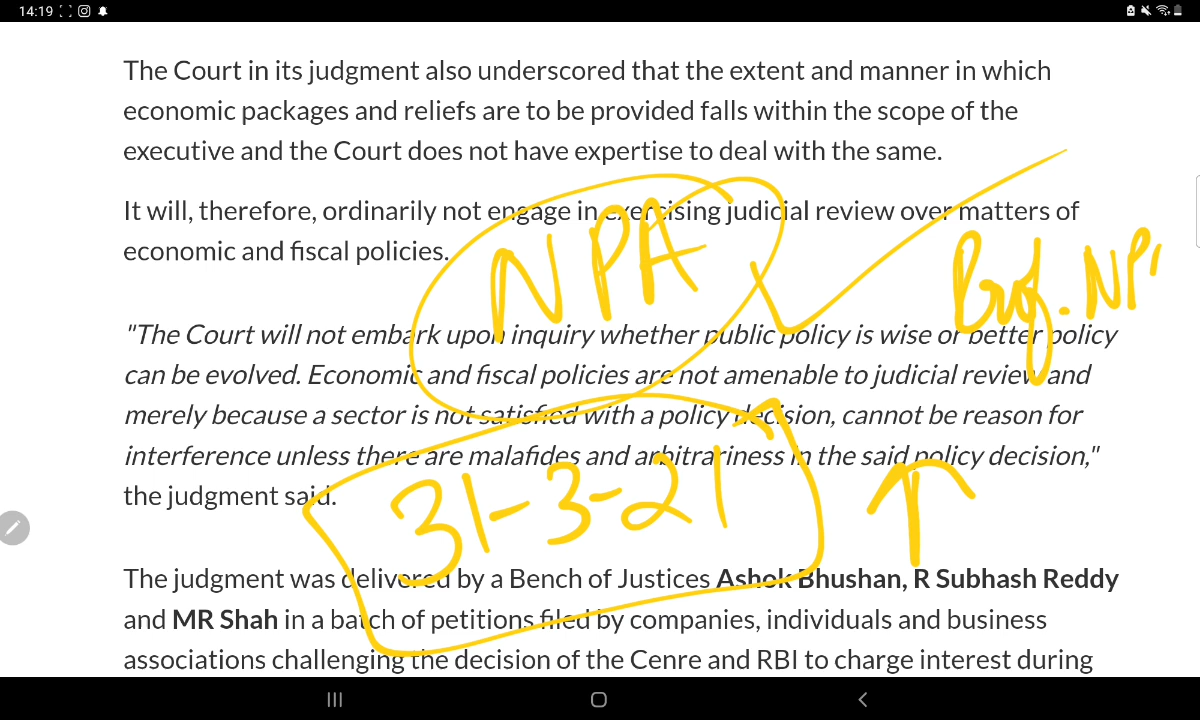 14:19
The Court in its judgment also underscored that the extent and manner in which
economic packages and reliefs are to be provided falls within the scope of the
executive and the Court does not have expertise to deal with the same.
It will, therefore, ordinarily not engage in exercising judicial review over matters of
economic and fiscal policies.
NPA
Prof. NP
"The Court will not embark upon inquiry whether public policy is wise or better policy
can be evolved. Economic and fiscal policies are not amenable to judicial review and
merely because a sector is not satisfied with a policy decision, cannot be reason for
interference unless there are malafides and arbitrariness in the said policy decision,"
the judgment said.
31-3-21
The judgment was delivered by a Bench of Justices Ashok Bhushan, R Subhash Reddy
and MR Shah in a batch of petitions filed by companies, individuals and business
associations challenging the decision of the Cenre and RBI to charge interest during